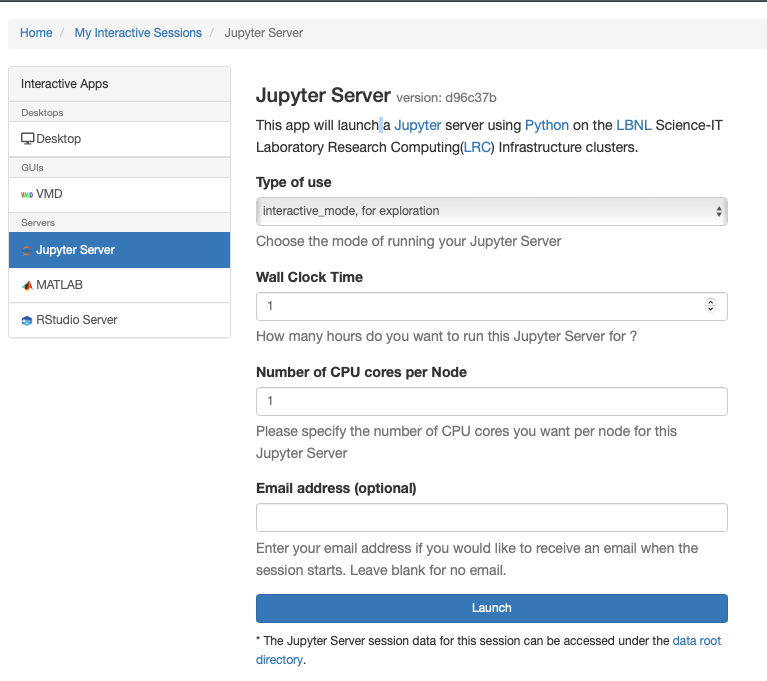 Home / My Interactive Sessions / Jupyter Server
Interactive Apps
Desktops
Desktop
GUIs
VMD VMD
Servers
Jupyter Server
MATLAB
RStudio Server
Jupyter Server version: d96c37b
This app will launch a Jupyter server using Python on the LBNL Science-IT
Laboratory Research Computing(LRC) Infrastructure clusters.
Type of use
interactive_mode, for exploration
Choose the mode of running your Jupyter Server
Wall Clock Time
1
How many hours do you want to run this Jupyter Server for ?
Number of CPU cores per Node
1
Please specify the number of CPU cores you want per node for this
Jupyter Server
Email address (optional)
Enter your email address if you would like to receive an email when the
session starts. Leave blank for no email.
Launch
* The Jupyter Server session data for this session can be accessed under the data root
directory.